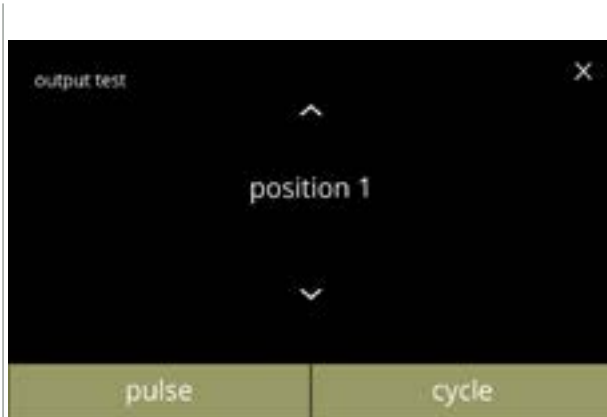 output test
position 1
pulse
cycle